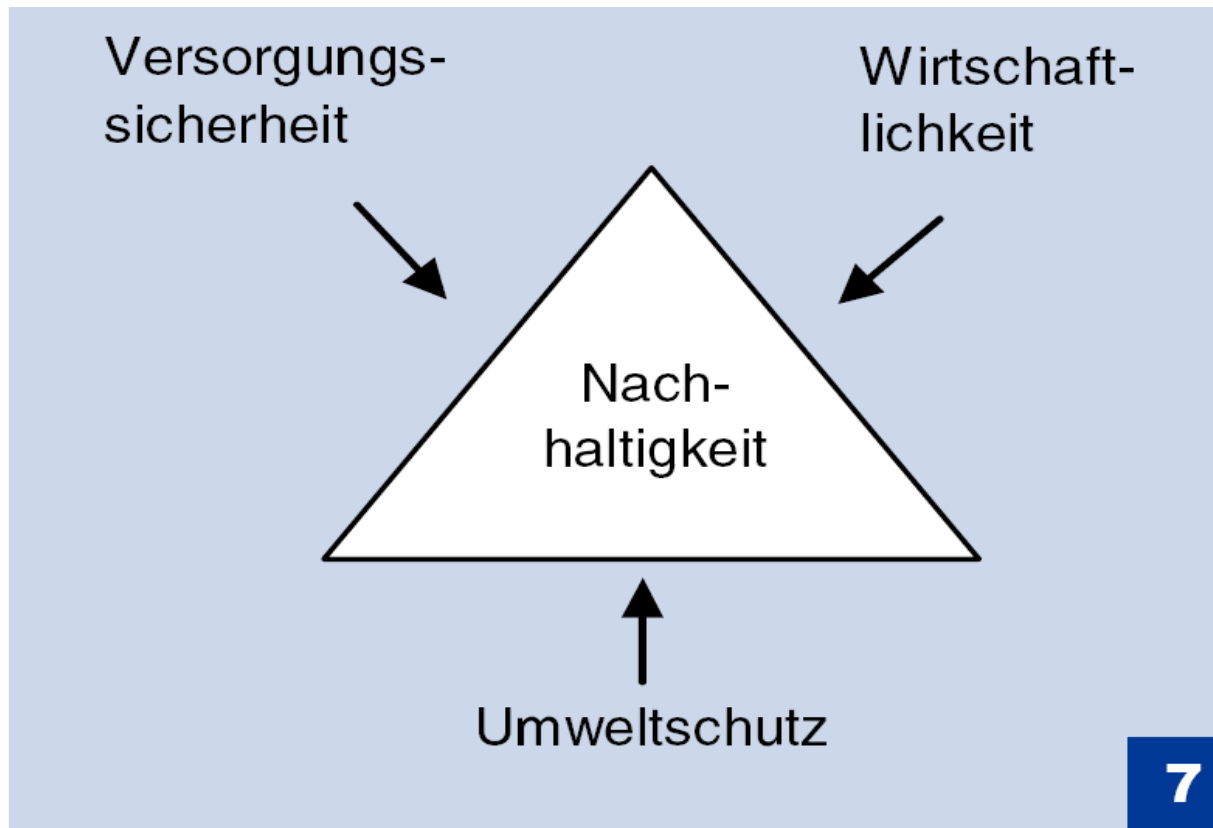 Versorgungs-
sicherheit
Wirtschaft-
lichkeit
Nach-
haltigkeit
Umweltschutz
7